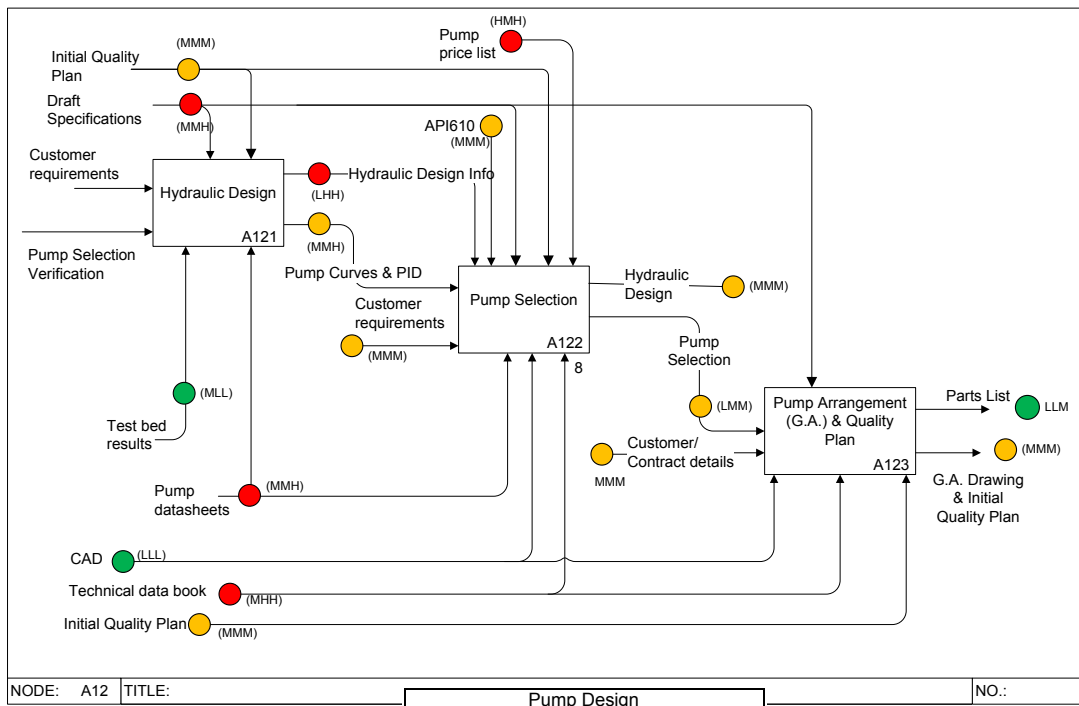 (HMH)
Pump
price list
(MMM)
Initial Quality
Plan
Draft
Specifications
(MMH)
API610
(MMM)
Customer
requirements
Hydraulic Design
A121
(LHH)
Hydraulic Design Info
(MMH)
Pump Selection
Verification
Pump Curves & PID
Customer
requirements
(MMM)
Pump Selection
A122
8
Hydraulic
Design
(MMM)
Pump
Selection
(MLL)
Test bed
results
(LMM)
Pump Arrangement
(G.A.) & Quality
Plan
A123
Parts List
LLM
Customer/
Contract details
MMM
(MMM)
G.A. Drawing
& Initial
Quality Plan
Pump
datasheets
(MMH)
CAD
(LLL)
Technical data book
(MHH)
Initial Quality Plan
(MMM)
NODE: A12
TITLE:
Pump Design
NO.: